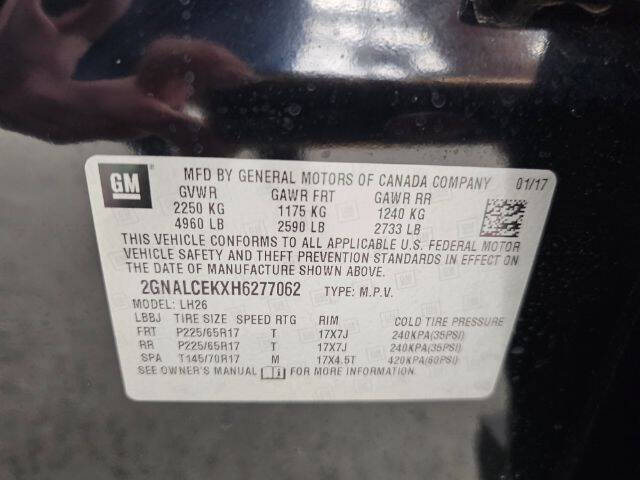 GM
MFD BY GENERAL MOTORS OF CANADA COMPANY 01/17
GVWR GAWR FRT GAWR RR
2250 KG 1175 KG 1240 KG
4960 LB 2590 LB 2733 LB
THIS VEHICLE CONFORMS TO ALL APPLICABLE U.S. FEDERAL MOTOR
VEHICLE SAFETY AND THEFT PREVENTION STANDARDS IN EFFECT ON
THE DATE OF MANUFACTURE SHOWN ABOVE.
2GNALCEKXH6277062 TYPE: M.P.V.
MODEL: LH26
LBBJ TIRE SIZE SPEED RTG RIM COLD TIRE PRESSURE
FRT P225/65R17 T 17X7J 240KPA(35PSI)
RR P225/65R17 T 17X7J 240KPA(35PSI)
SPA T145/70R17 M 17X4.5T 420KPA(60PSI)
SEE OWNER'S MANUAL FOR MORE INFORMATION.